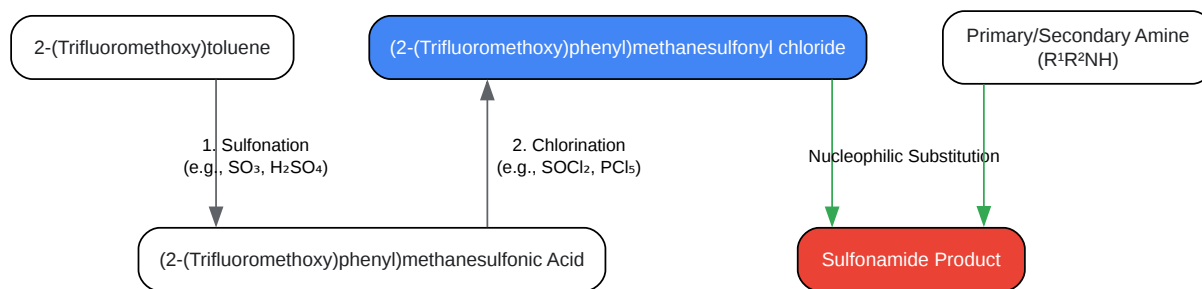 2-(Trifluoromethoxy)toluene
(2-(Trifluoromethoxy)phenyl)methanesulfonyl chloride
Primary/Secondary Amine
(R¹R²NH)
1. Sulfonation
(e.g., SO₃, H₂SO₄)
2. Chlorination
(e.g., SOCl₂, PCl₅)
Nucleophilic Substitution
(2-(Trifluoromethoxy)phenyl)methanesulfonic Acid
Sulfonamide Product